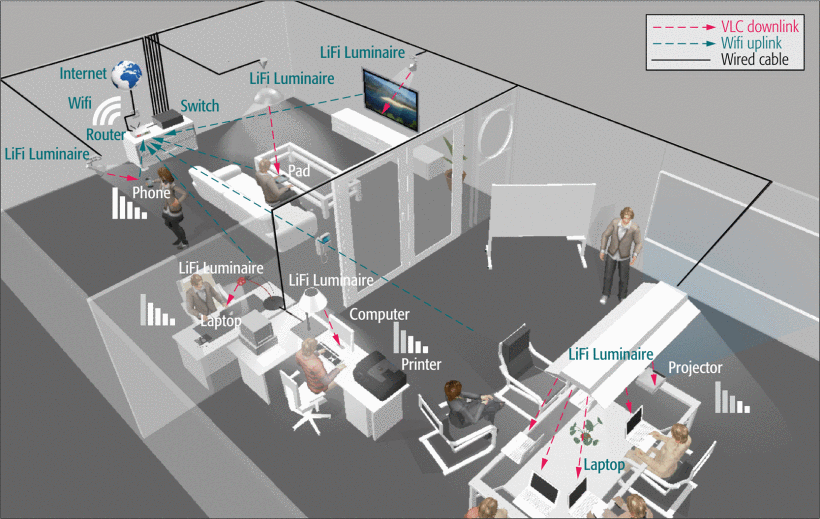 VLC downlink
Wifi uplink
Wired cable
LiFi Luminaire
LiFi Luminaire
Internet
Wifi
Switch
Router
LiFi Luminaire
Phone
Pad
LiFi Luminaire
LiFi Luminaire
Laptop
Computer
Printer
LiFi Luminaire
Projector
Laptop